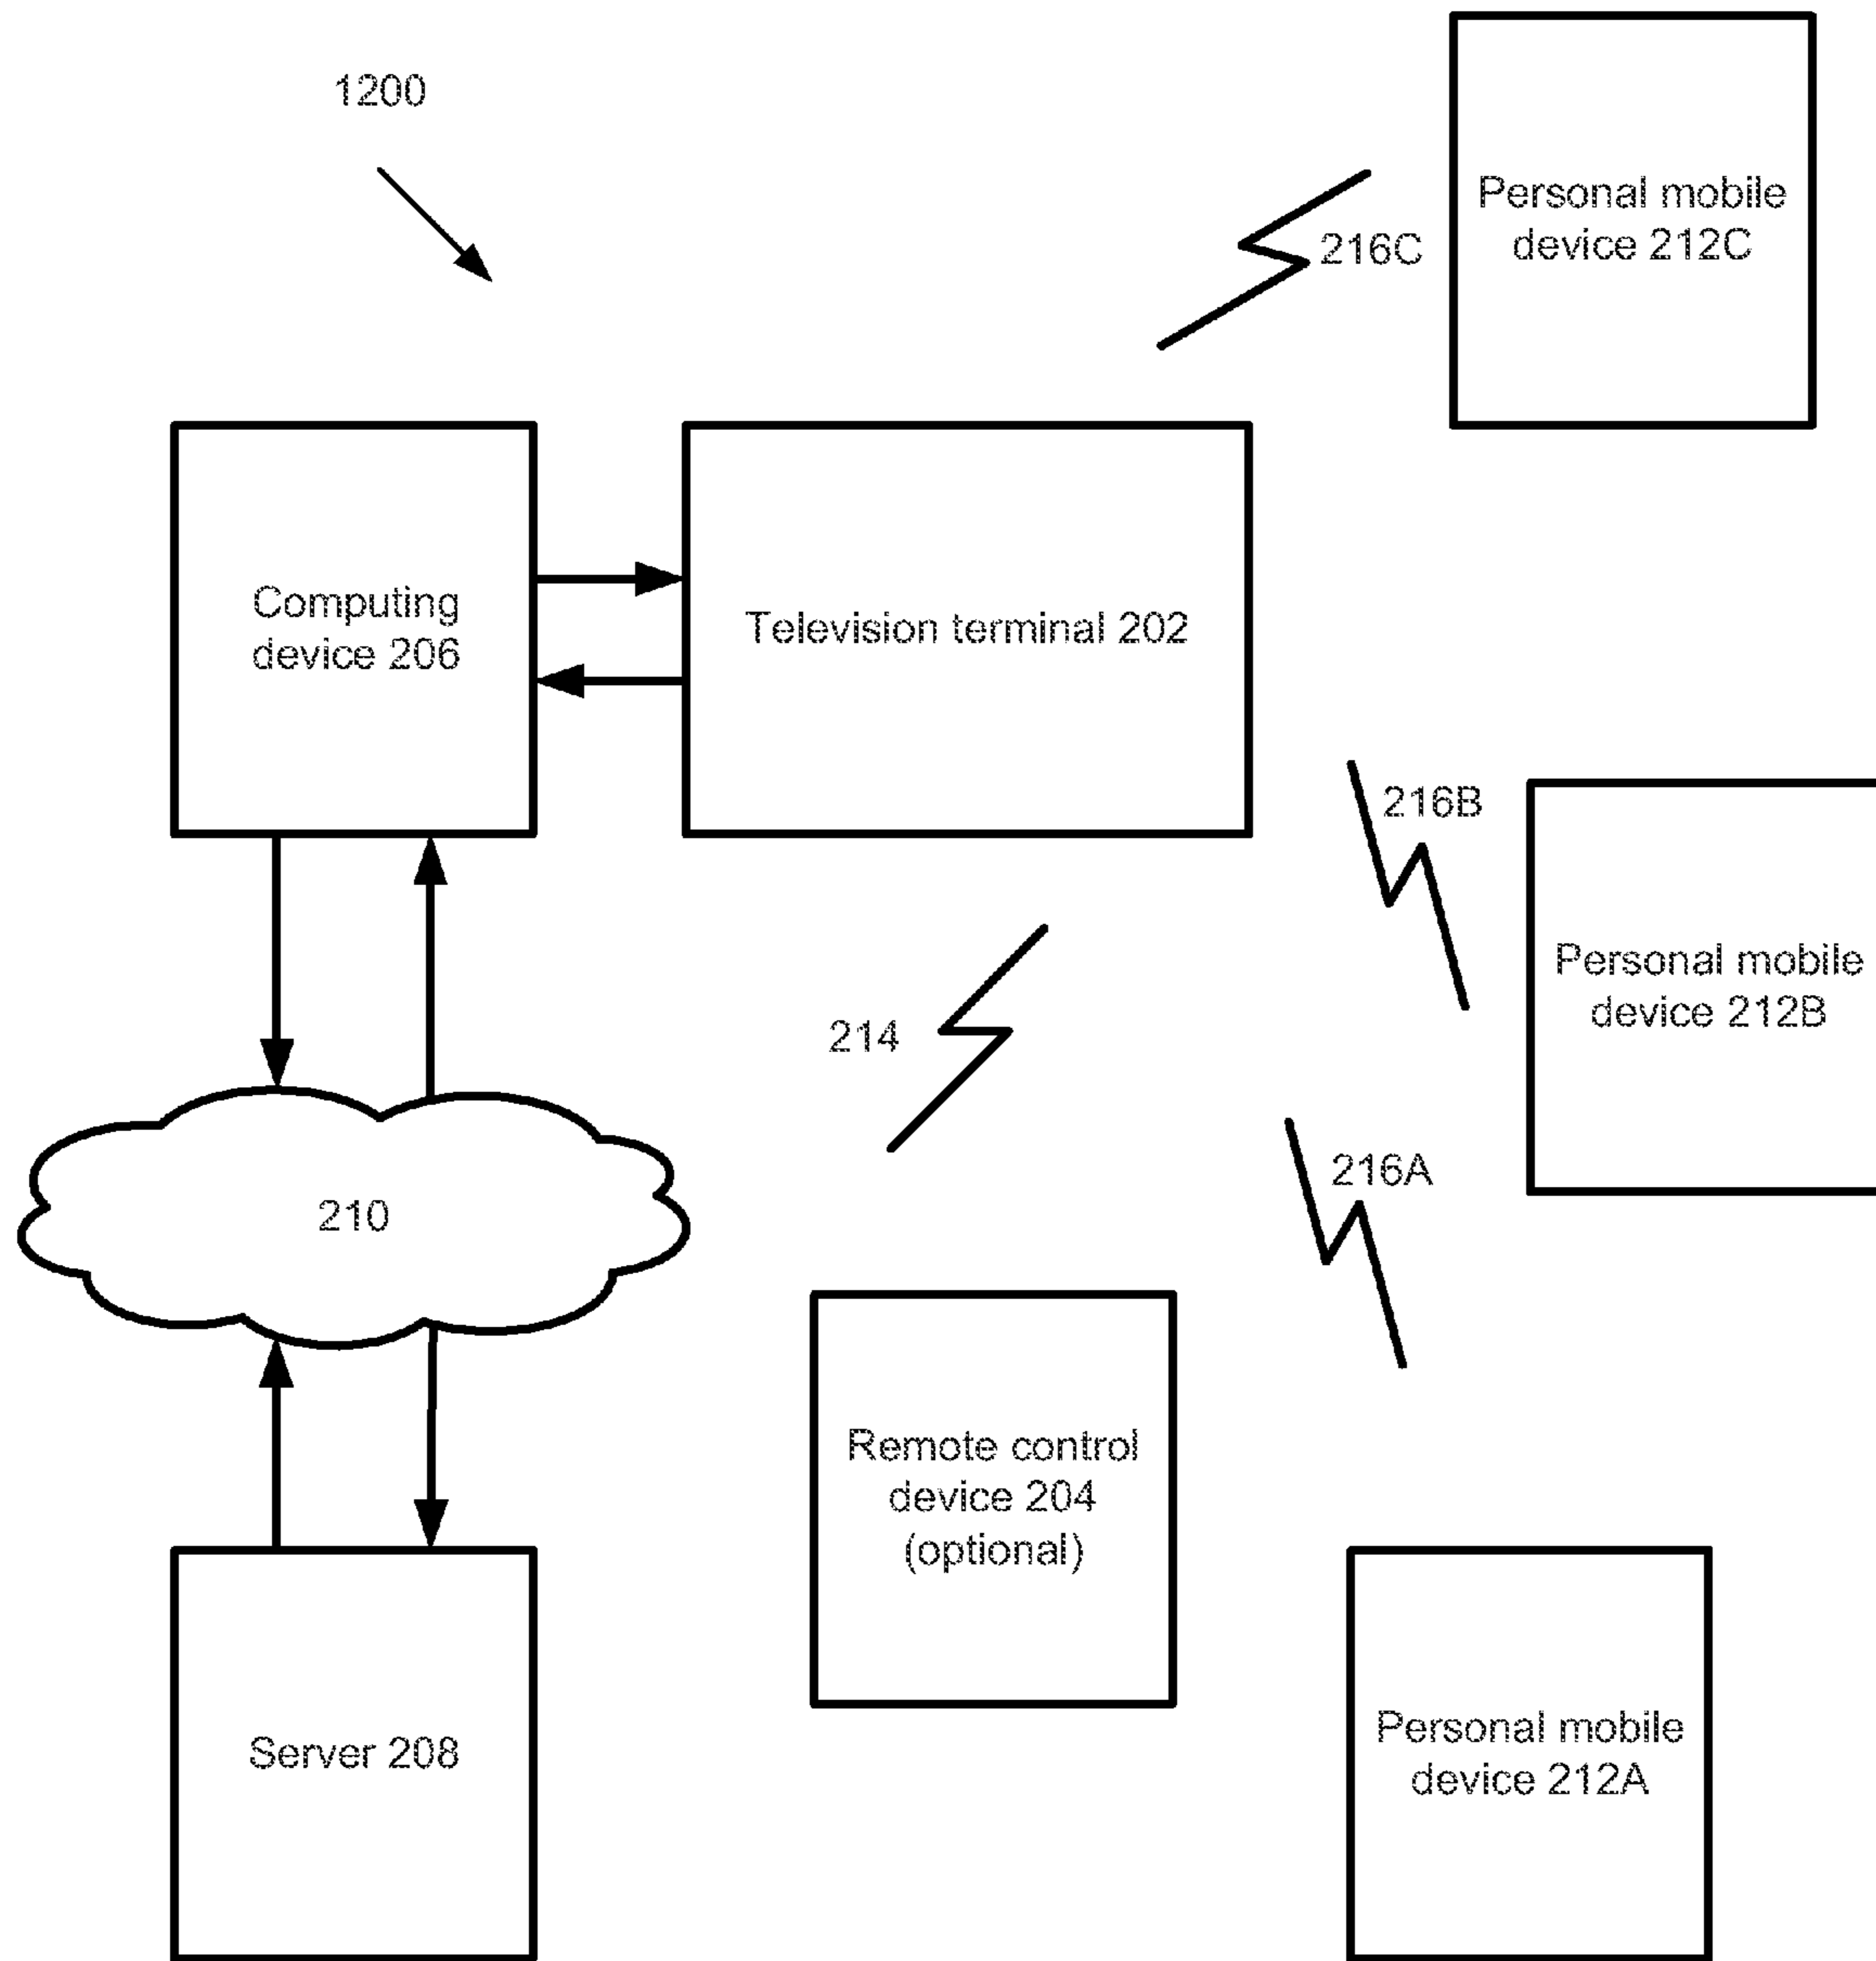 1200
Personal mobile
device 212C
216C
Computing
device 206
Television terminal 202
216B
Personal mobile
device 212B
214
216A
210
Remote control
device 204
(optional)
Server 208
Personal mobile
device 212A